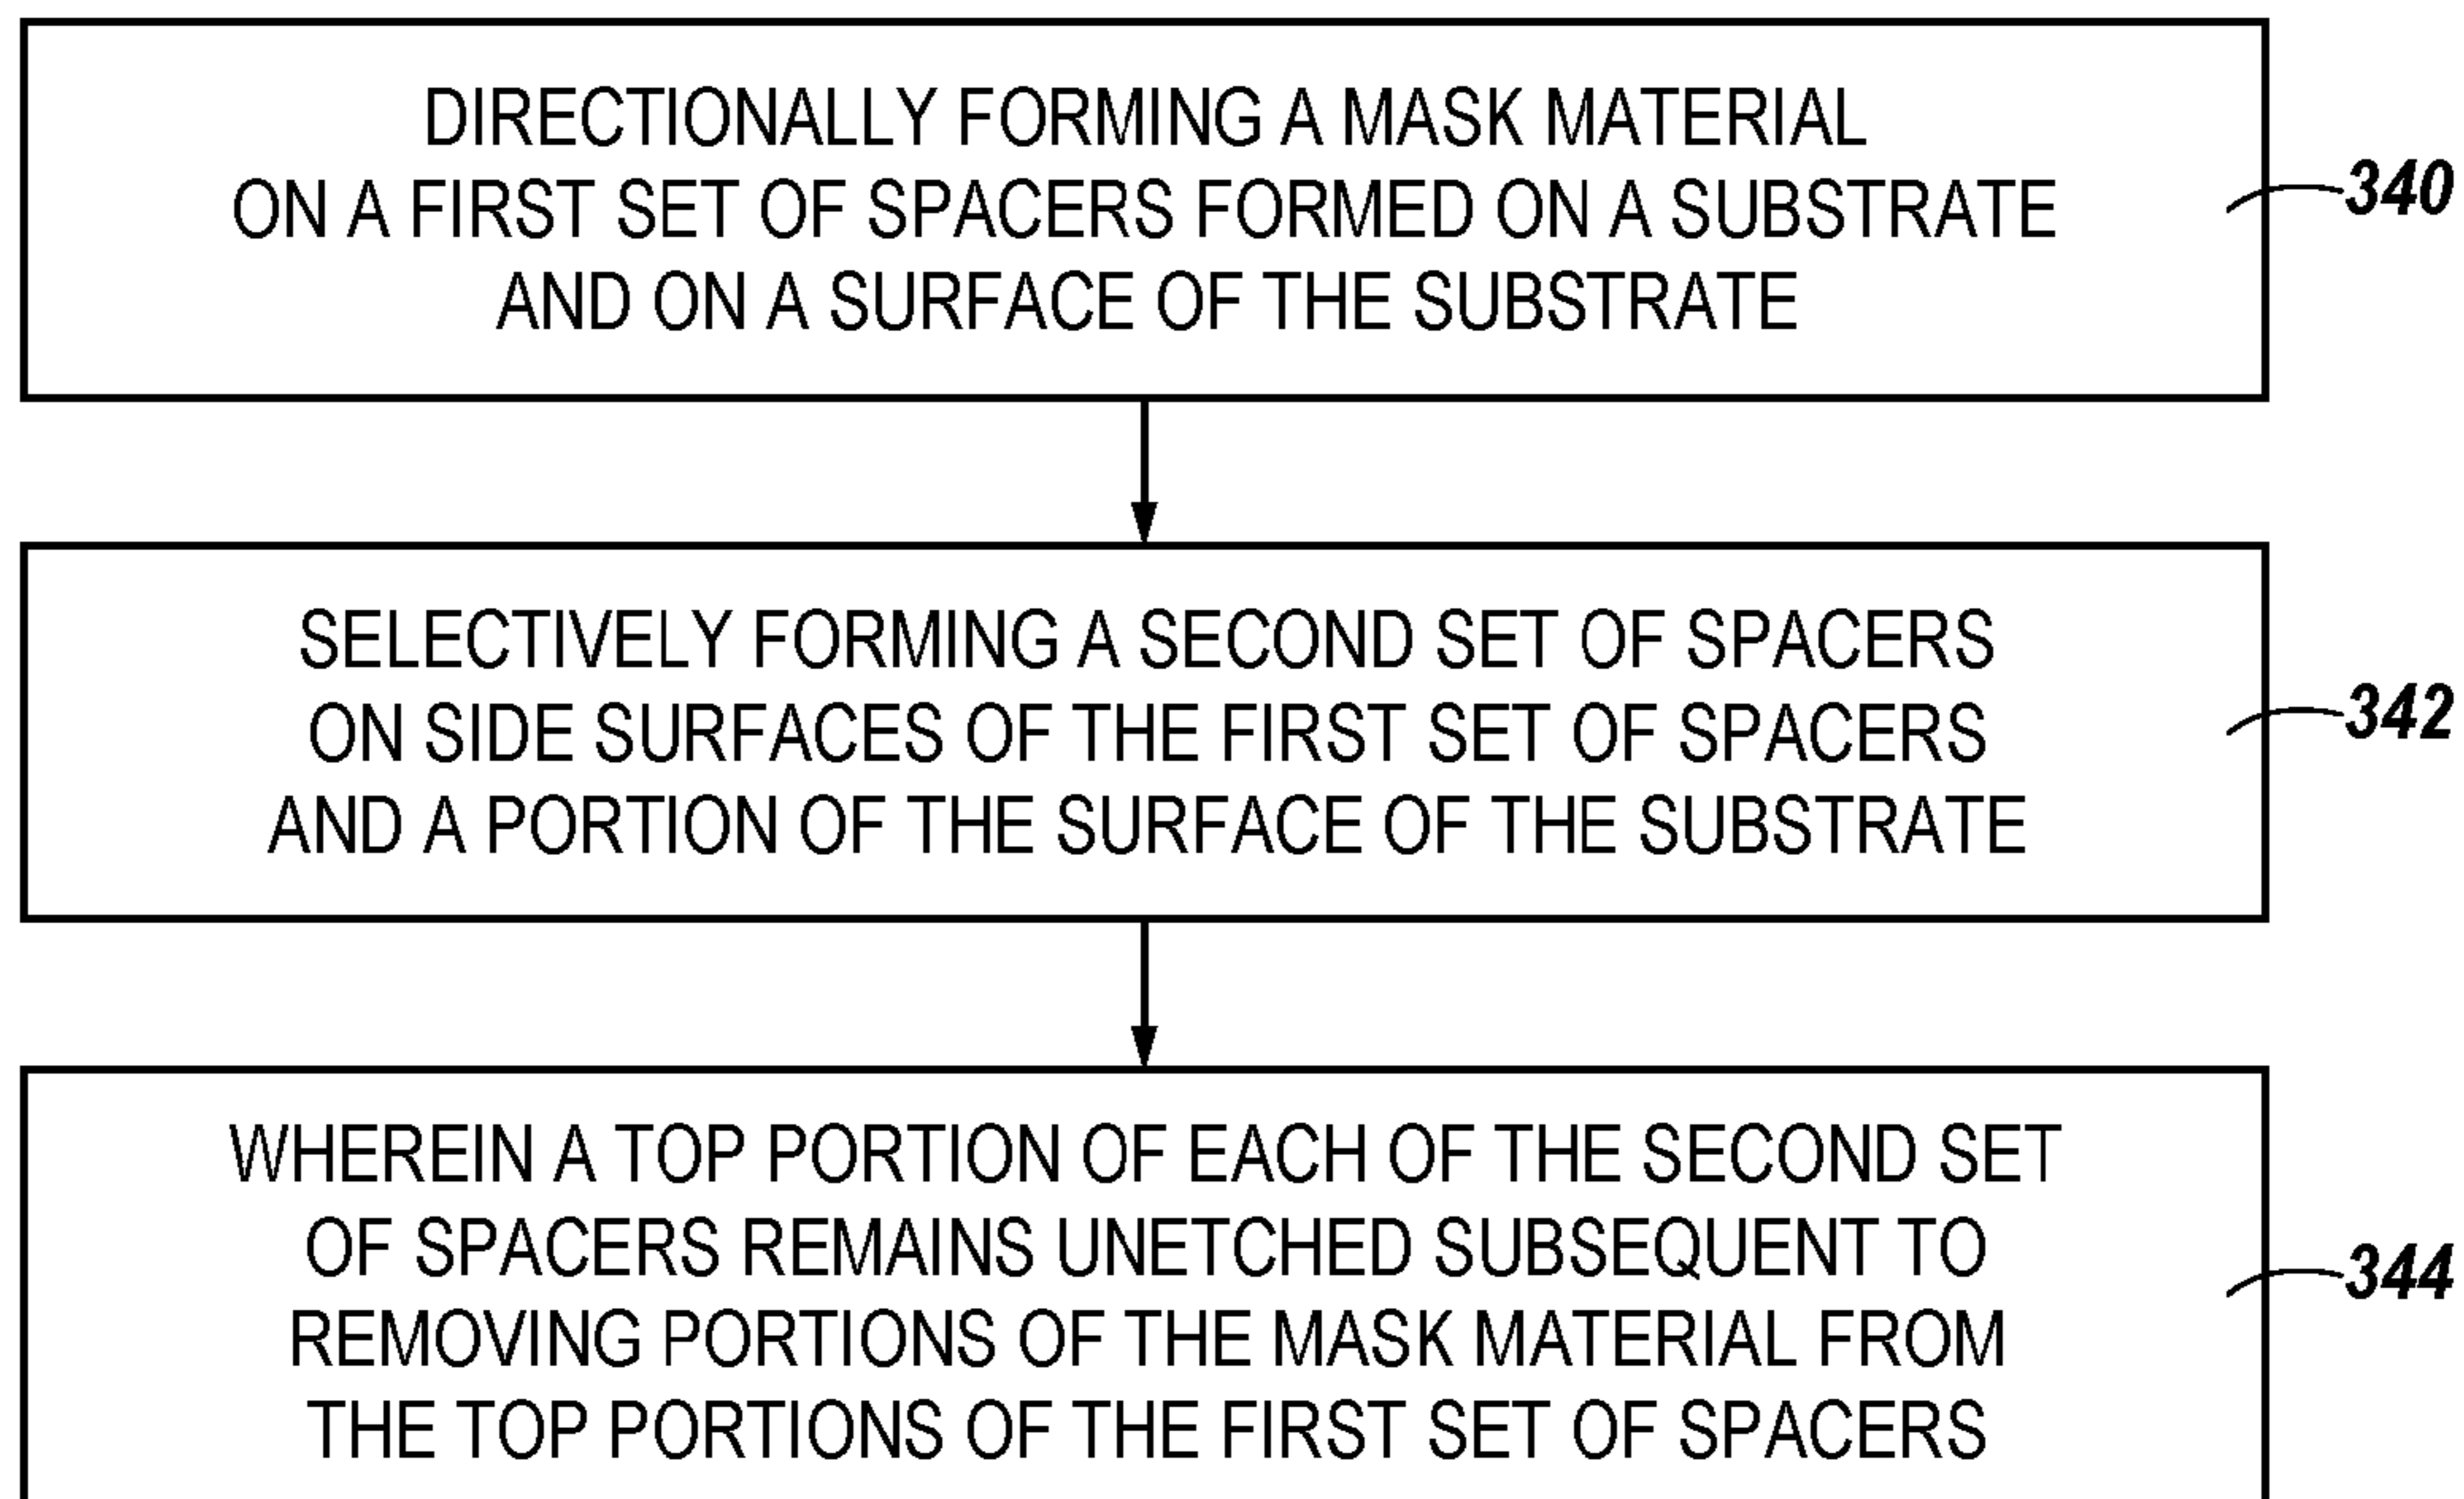 DIRECTIONALLY FORMING A MASK MATERIAL
ON A FIRST SET OF SPACERS FORMED ON A SUBSTRATE
AND ON A SURFACE OF THE SUBSTRATE
340
SELECTIVELY FORMING A SECOND SET OF SPACERS
ON SIDE SURFACES OF THE FIRST SET OF SPACERS
AND A PORTION OF THE SURFACE OF THE SUBSTRATE
342
WHEREIN A TOP PORTION OF EACH OF THE SECOND SET
OF SPACERS REMAINS UNETCHED SUBSEQUENT TO
REMOVING PORTIONS OF THE MASK MATERIAL FROM
THE TOP PORTIONS OF THE FIRST SET OF SPACERS
344